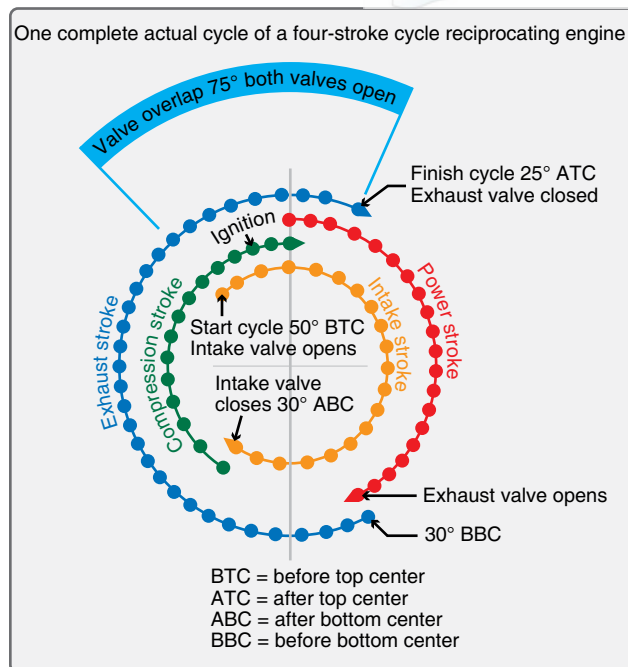 One complete actual cycle of a four-stroke cycle reciprocating engine
Valve overlap 75° both valves open
Finish cycle 25° ATC
Exhaust valve closed
Ignition
Power stroke
Intake stroke
Compression stroke
Exhaust stroke
Start cycle 50° BTC
Intake valve opens
Intake valve
closes 30° ABC
Exhaust valve opens
30° BBC
BTC = before top center
ATC = after top center
ABC = after bottom center
BBC = before bottom center